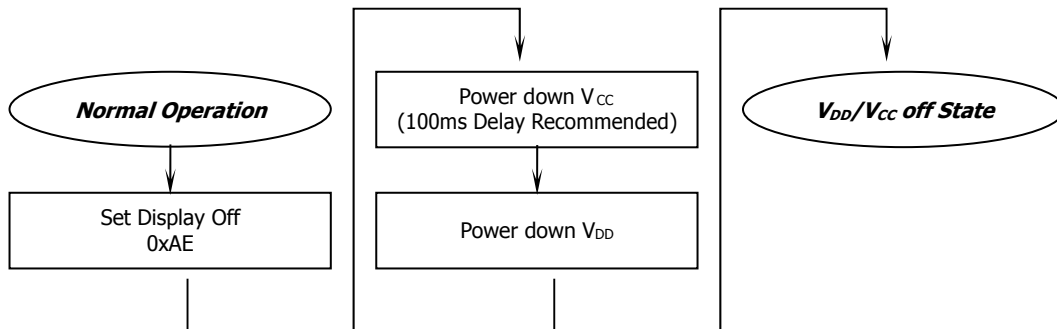 Normal Operation
Set Display Off
0xAE
Power down VCC
(100ms Delay Recommended)
Power down VDD
VDD/VCC off State